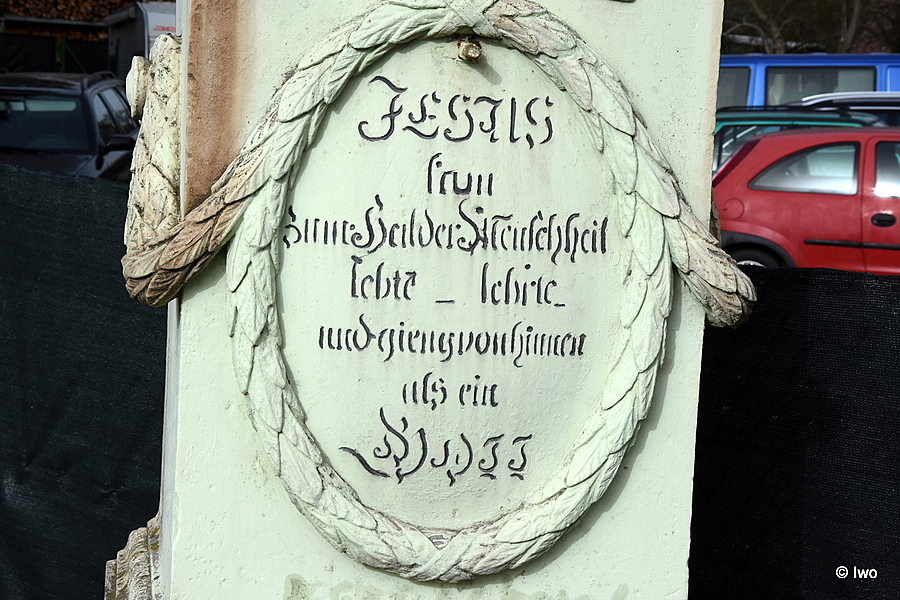 JESUS
kam
zum Heil der Menschheit
lebte – lehrte –
und gieng von hinnen
als ein
GOTT
© Iwo